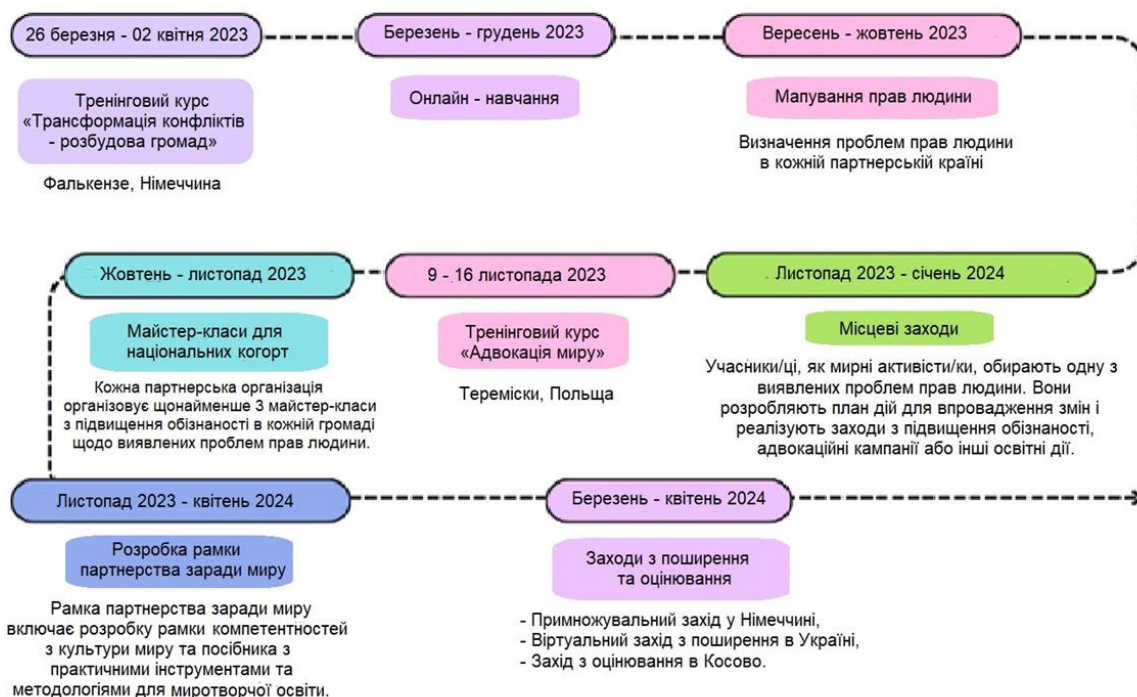 26 березня - 02 квітня 2023
Тренінговий курс
«Трансформація конфліктів
- розбудова громад»
Фалькензе, Німеччина
Березень - грудень 2023
Онлайн - навчання
Вересень - жовтень 2023
Мапування прав людини
Визначення проблем прав людини
в кожній партнерській країні
Листопад 2023 - січень 2024
Місцеві заходи
Учасники/ці, як мирні активісти/ки, обирають одну з
виявлених проблем прав людини. Вони
розробляють план дій для впровадження змін і
реалізують заходи з підвищення обізнаності,
адвокаційні кампанії або інші освітні дії.
9 - 16 листопада 2023
Тренінговий курс
«Адвокація миру»
Тереміски, Польща
Жовтень - листопад 2023
Майстер-класи для
національних когорт
Кожна партнерська організація
організовує щонайменше 3 майстер-класи
з підвищення обізнаності в кожній громаді
щодо виявлених проблем прав людини.
Листопад 2023 - квітень 2024
Розробка рамки
партнерства заради миру
Рамка партнерства заради миру
включає розробку рамки компетентностей
з культури миру та посібника з
практичними інструментами та
методологіями для миротворчої освіти.
Березень - квітень 2024
Заходи з поширення
та оцінювання
- Примножувальний захід у Німеччині,
- Віртуальний захід з поширення в Україні,
- Захід з оцінювання в Косово.